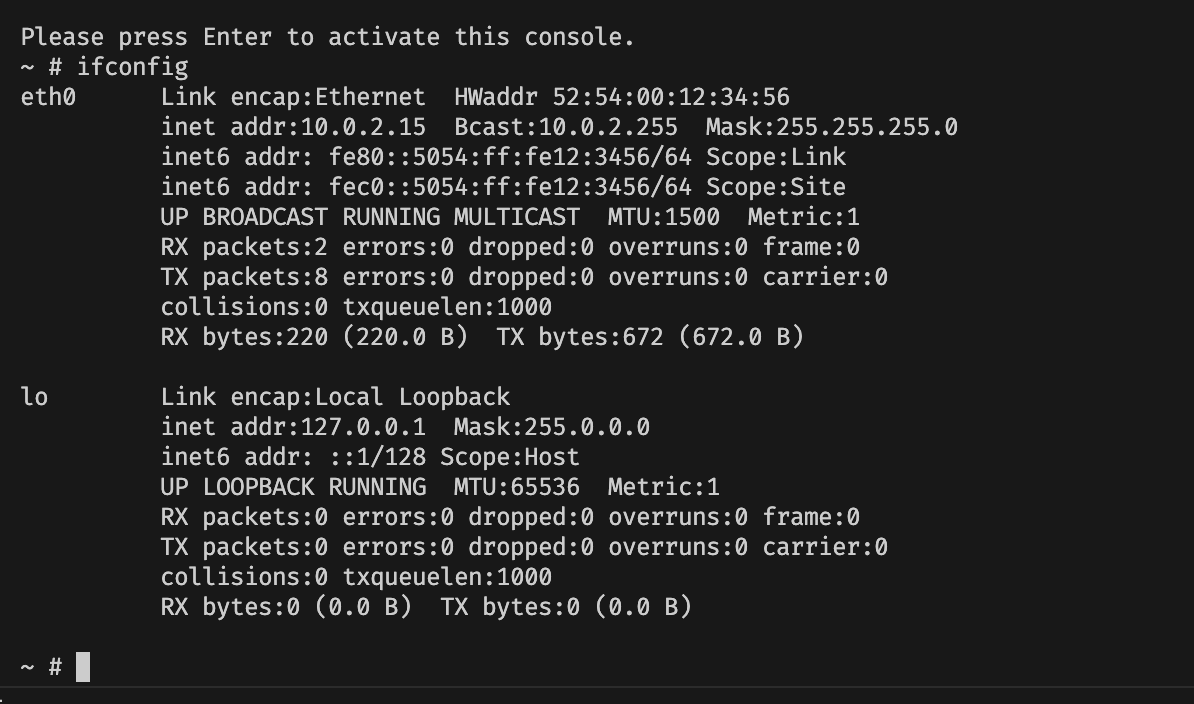 Please press Enter to activate this console.
~ # ifconfig
eth0      Link encap:Ethernet  HWaddr 52:54:00:12:34:56
          inet addr:10.0.2.15  Bcast:10.0.2.255  Mask:255.255.255.0
          inet6 addr: fe80::5054:ff:fe12:3456/64 Scope:Link
          inet6 addr: fec0::5054:ff:fe12:3456/64 Scope:Site
          UP BROADCAST RUNNING MULTICAST  MTU:1500  Metric:1
          RX packets:2 errors:0 dropped:0 overruns:0 frame:0
          TX packets:8 errors:0 dropped:0 overruns:0 carrier:0
          collisions:0 txqueuelen:1000
          RX bytes:220 (220.0 B)  TX bytes:672 (672.0 B)

lo        Link encap:Local Loopback
          inet addr:127.0.0.1  Mask:255.0.0.0
          inet6 addr: ::1/128 Scope:Host
          UP LOOPBACK RUNNING  MTU:65536  Metric:1
          RX packets:0 errors:0 dropped:0 overruns:0 frame:0
          TX packets:0 errors:0 dropped:0 overruns:0 carrier:0
          collisions:0 txqueuelen:1000
          RX bytes:0 (0.0 B)  TX bytes:0 (0.0 B)

~ #